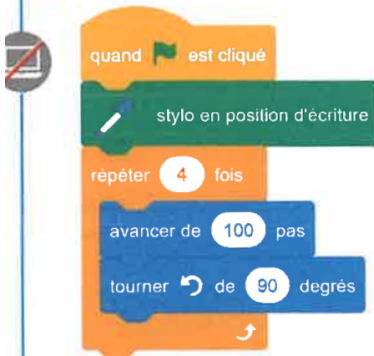 quand est cliqué
stylo en position d'écriture
répéter 4 fois
avancer de 100 pas
tourner de 90 degrés